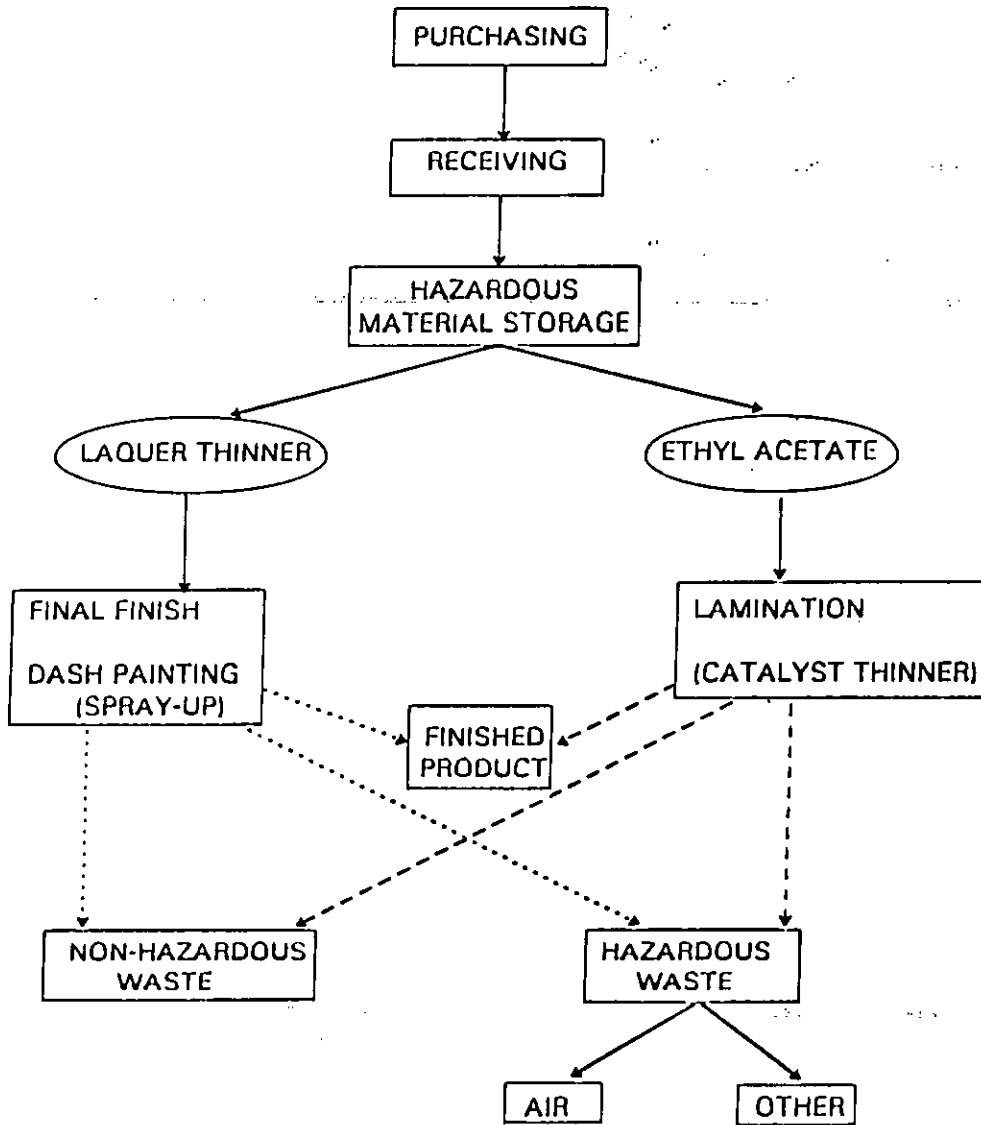 PURCHASING
RECEIVING
HAZARDOUS
MATERIAL STORAGE
LAQUER THINNER
ETHYL ACETATE
FINAL FINISH
DASH PAINTING
(SPRAY-UP)
LAMINATION
(CATALYST THINNER)
FINISHED
PRODUCT
NON-HAZARDOUS
WASTE
HAZARDOUS
WASTE
AIR
OTHER